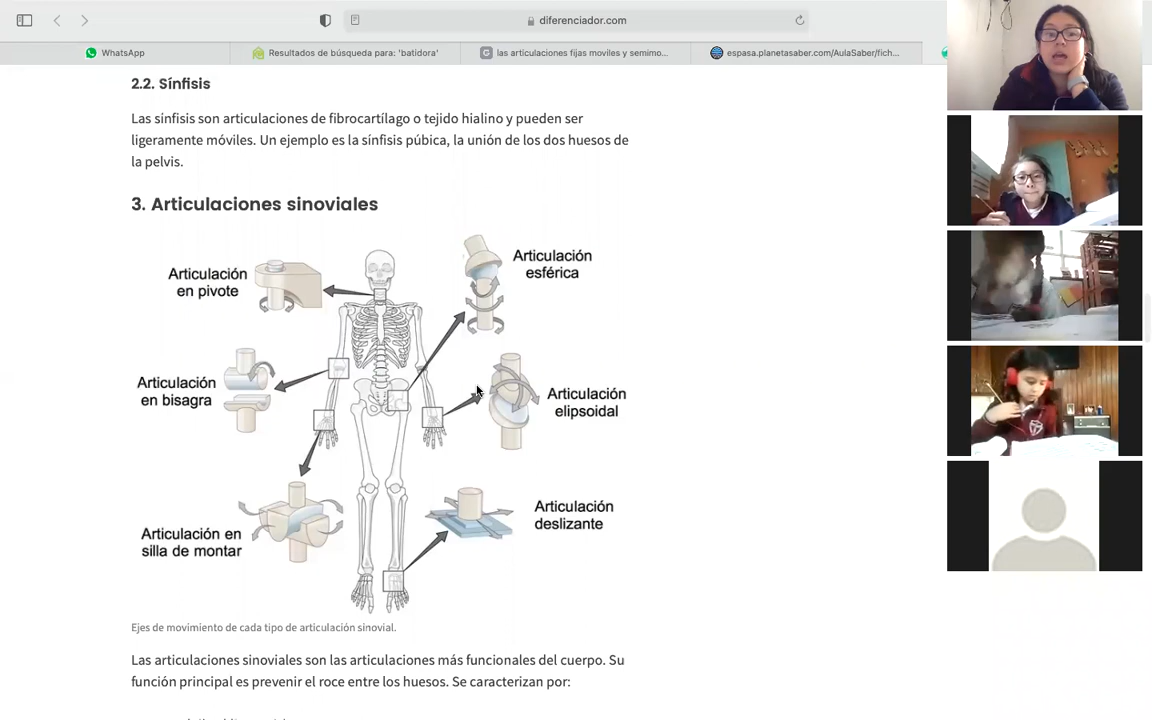 diferenciador.com
WhatsApp
Resultados de búsqueda para: 'batidora'
las articulaciones fijas moviles y semimo...
espasa.planetasaber.com/AulaSaber/fich...
2.2. Sínfisis
Las sínfisis son articulaciones de fibrocartílago o tejido hialino y pueden ser
ligeramente móviles. Un ejemplo es la sínfisis púbica, la unión de los dos huesos de
la pelvis.
3. Articulaciones sinoviales
Articulación
en pivote
Articulación
esférica
Articulación
en bisagra
Articulación
elipsoidal
Articulación en
silla de montar
Articulación
deslizante
Ejes de movimiento de cada tipo de articulación sinovial.
Las articulaciones sinoviales son las articulaciones más funcionales del cuerpo. Su
función principal es prevenir el roce entre los huesos. Se caracterizan por: